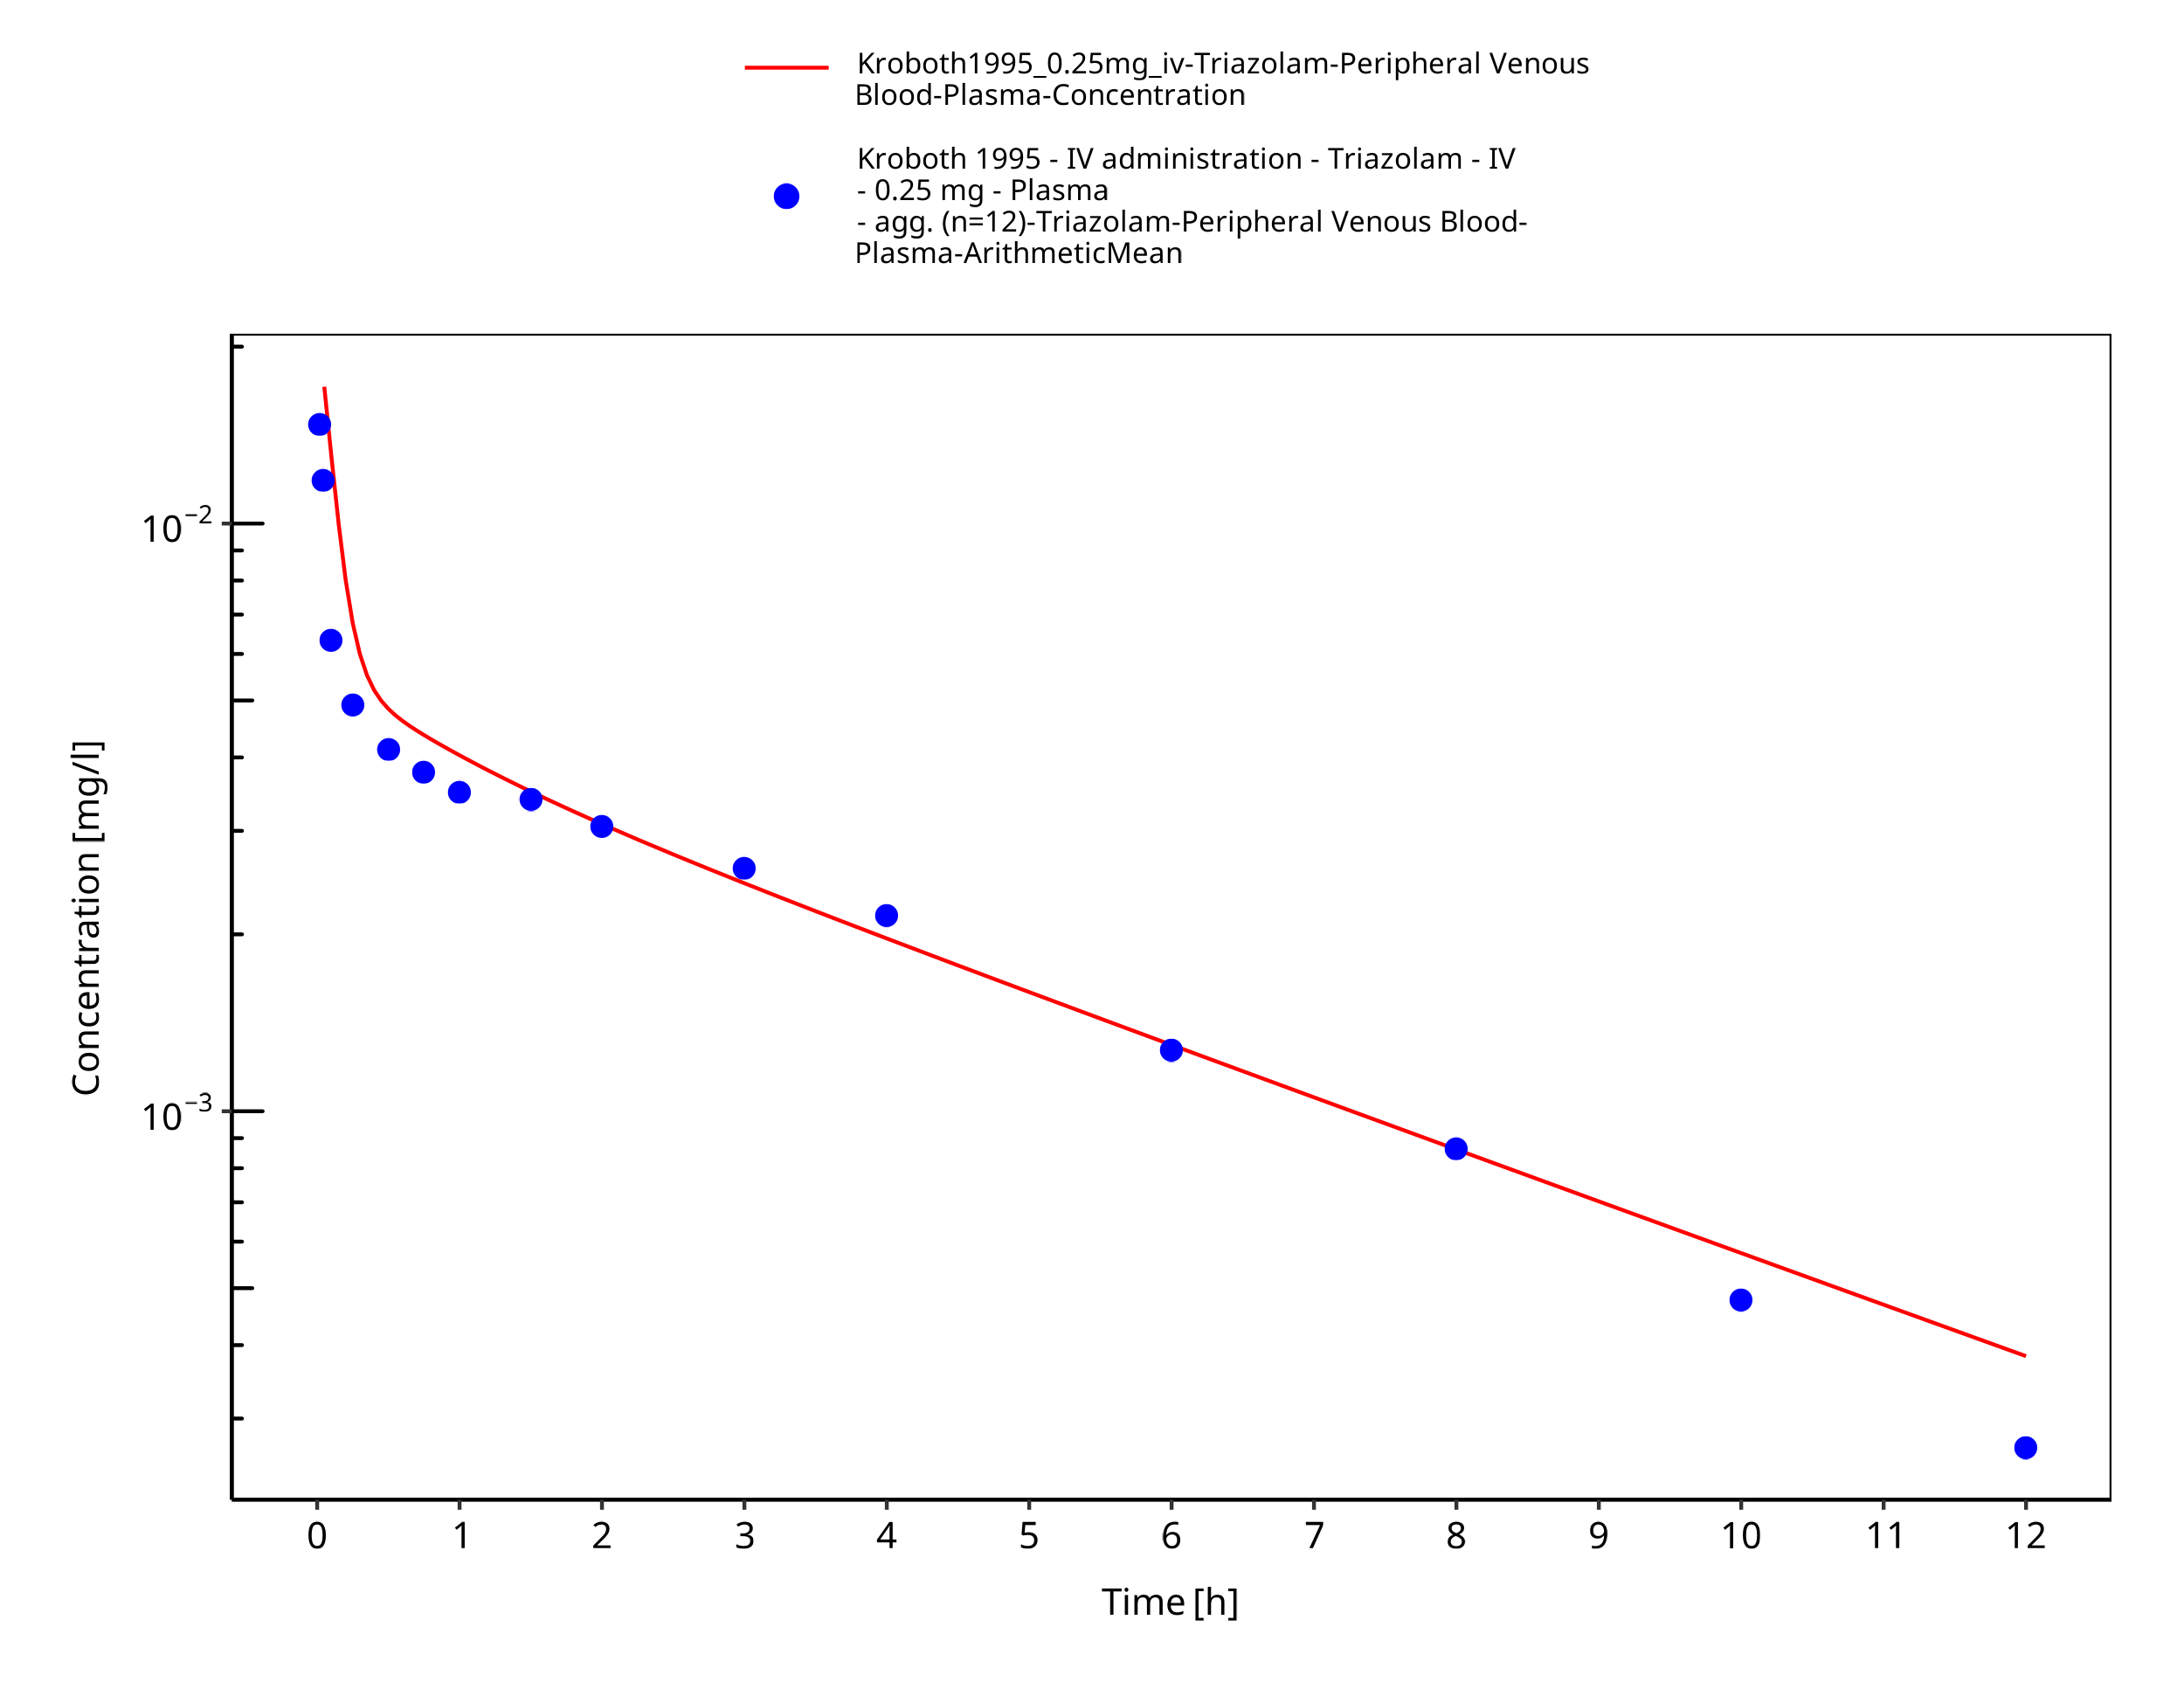 Kroboth1995_0.25mg_iv-Triazolam-Peripheral Venous
Blood-Plasma-Concentration
Kroboth 1995 - IV administration - Triazolam - IV
- 0.25 mg - Plasma
- agg. (n=12)-Triazolam-Peripheral Venous Blood-
Plasma-ArithmeticMean
10⁻²
10⁻³
Concentration [mg/l]
0 1 2 3 4 5 6 7 8 9 10 11 12
Time [h]